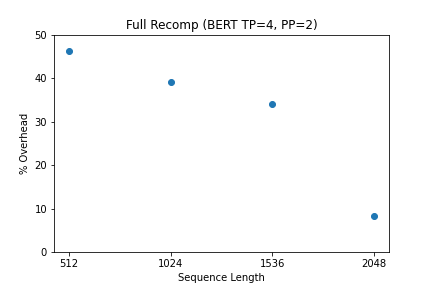 Full Recomp (BERT TP=4, PP=2)
50
40
30
20
10
0
% Overhead
512 1024 1536 2048
Sequence Length